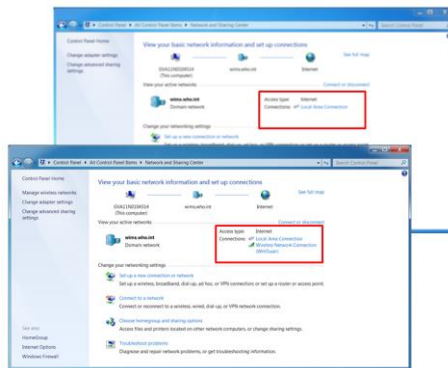 Control Panel ▸ All Control Panel Items ▸ Network and Sharing Center
Search Control Panel
Control Panel Home
Change adapter settings
Change advanced sharing
settings
View your basic network information and set up connections
See full map
(This computer)
wims.who.int
Internet
View your active networks
Connect or disconnect
wims.who.int
Domain network
Access type: Internet
Connections: Local Area Connection
Change your networking settings
Set up a new connection or network
Control Panel ▸ All Control Panel Items ▸ Network and Sharing Center
Search Control Panel
Control Panel Home
Manage wireless networks
Change adapter settings
Change advanced sharing
settings
View your basic network information and set up connections
See full map
(This computer)
wims.who.int
Internet
View your active networks
Connect or disconnect
wims.who.int
Domain network
Access type: Internet
Connections: Local Area Connection
Wireless Network Connection
Change your networking settings
Set up a new connection or network
Set up a wireless, broadband, dial-up, ad hoc, or VPN connection; or set up a router or access point.
Connect to a network
Connect or reconnect to a wireless, wired, dial-up, or VPN network connection.
Choose homegroup and sharing options
Access files and printers located on other network computers, or change sharing settings.
Troubleshoot problems
Diagnose and repair network problems, or get troubleshooting information.
See also
HomeGroup
Internet Options
Windows Firewall